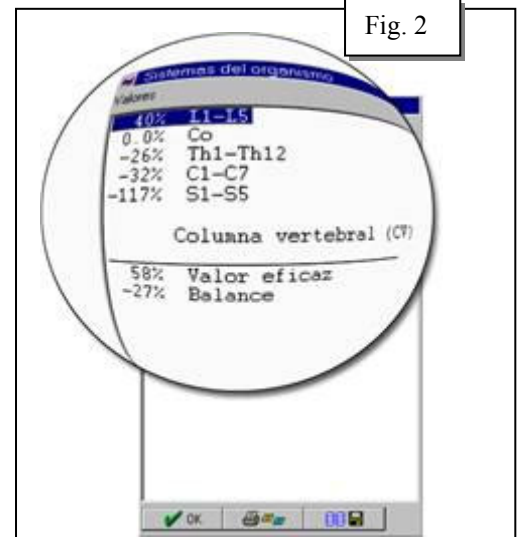 Fig. 2
Sistemas del organismo
Valores
40% L1-L5
0.0% Co
-26% Th1-Th12
-32% C1-C7
-117% S1-S5
Columna vertebral (CV)
58% Valor eficaz
-27% Balance
OK